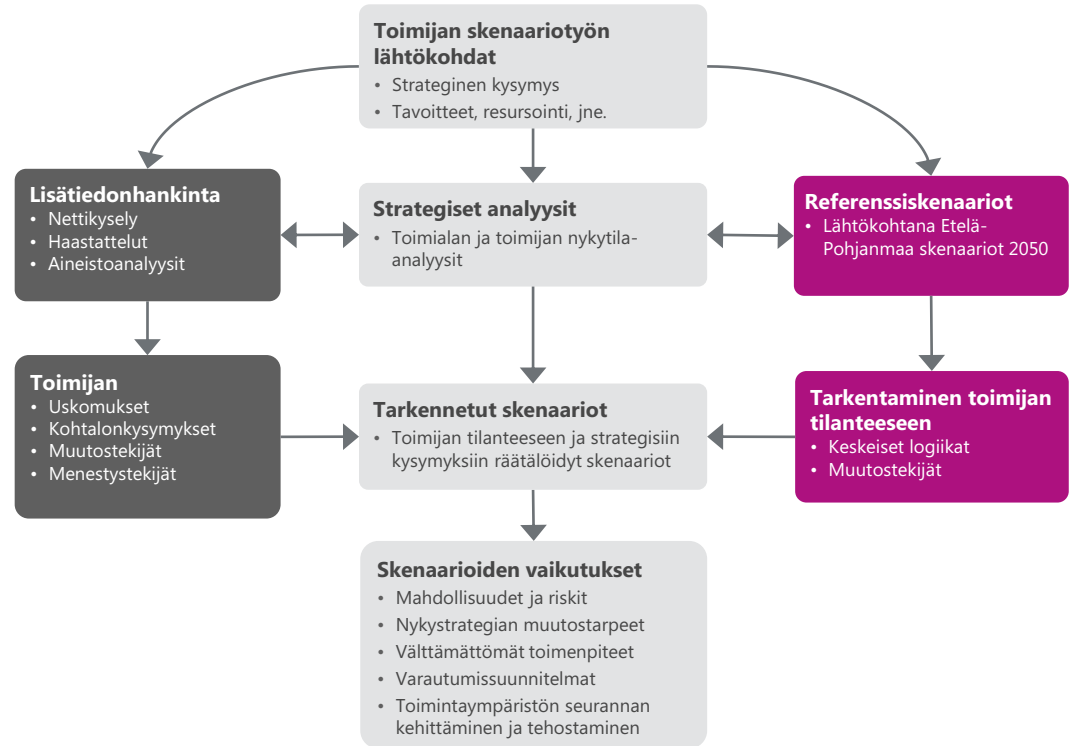 Toimijan skenaariotyön
lähtökohdat
• Strateginen kysymys
• Tavoitteet, resursointi, jne.
Lisätiedonhankinta
• Nettikysely
• Haastattelut
• Aineistoanalyysit
Strategiset analyysit
• Toimialan ja toimijan nykytila-
analyysit
Referenssiskenaariot
• Lähtökohtana Etelä-
Pohjanmaa skenaariot 2050
Toimijan
• Uskomukset
• Kohtalonkysymykset
• Muutostekijät
• Menestystekijät
Tarkennetut skenaariot
• Toimijan tilanteeseen ja strategisiin
kysymyksiin räätälöidyt skenaariot
Tarkentaminen toimijan
tilanteeseen
• Keskeiset logiikat
• Muutostekijät
Skenaarioiden vaikutukset
• Mahdollisuudet ja riskit
• Nykystrategian muutostarpeet
• Välttämättömät toimenpiteet
• Varautumissuunnitelmat
• Toimintaympäristön seurannan
kehittäminen ja tehostaminen